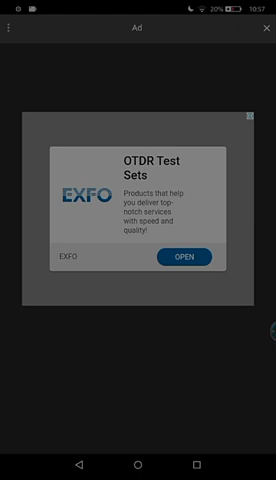 20% 10:57
Ad
OTDR Test
Sets
EXFO
Products that help
you deliver top-
notch services
with speed and
quality!
EXFO
OPEN